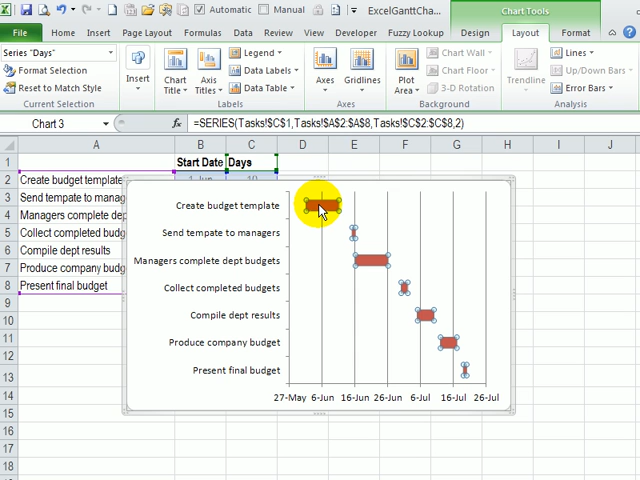 Automatic Manual ExcelGanttCha... Chart Tools
File Home Insert Page Layout Formulas Data Review View Developer Fuzzy Lookup Design Layout Format
Series "Days"
Format Selection
Reset to Match Style
Current Selection
Insert
Chart Title
Axis Titles
Legend
Data Labels
Data Table
Labels
Axes
Gridlines
Axes
Plot Area
Chart Wall
Chart Floor
3-D Rotation
Background
Trendline
Lines
Up/Down Bars
Error Bars
Analysis
Chart 3 fx =SERIES(Tasks!$C$1,Tasks!$A$2:$A$8,Tasks!$C$2:$C$8,2)
A B C D E F G H I J
1 Start Date Days
2 Create budget template 1-Jun 10
3 Send tempate to manag
4 Managers complete dep
5 Collect completed budg
6 Compile dept results
7 Produce company budg
8 Present final budget
9
10
11
12
13
14
15
16
17
18
Create budget template
Send tempate to managers
Managers complete dept budgets
Collect completed budgets
Compile dept results
Produce company budget
Present final budget
27-May 6-Jun 16-Jun 26-Jun 6-Jul 16-Jul 26-Jul